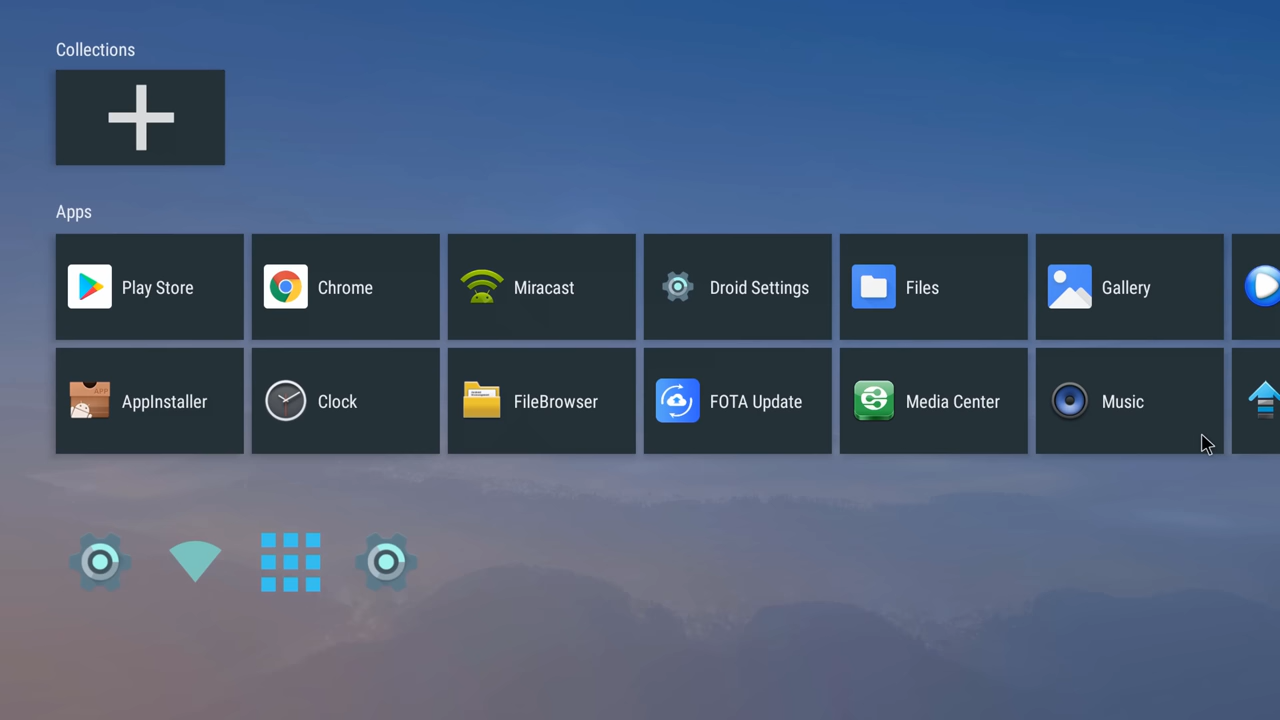 Collections
Apps
Play Store
Chrome
Miracast
Droid Settings
Files
Gallery
AppInstaller
Clock
FileBrowser
FOTA Update
Media Center
Music